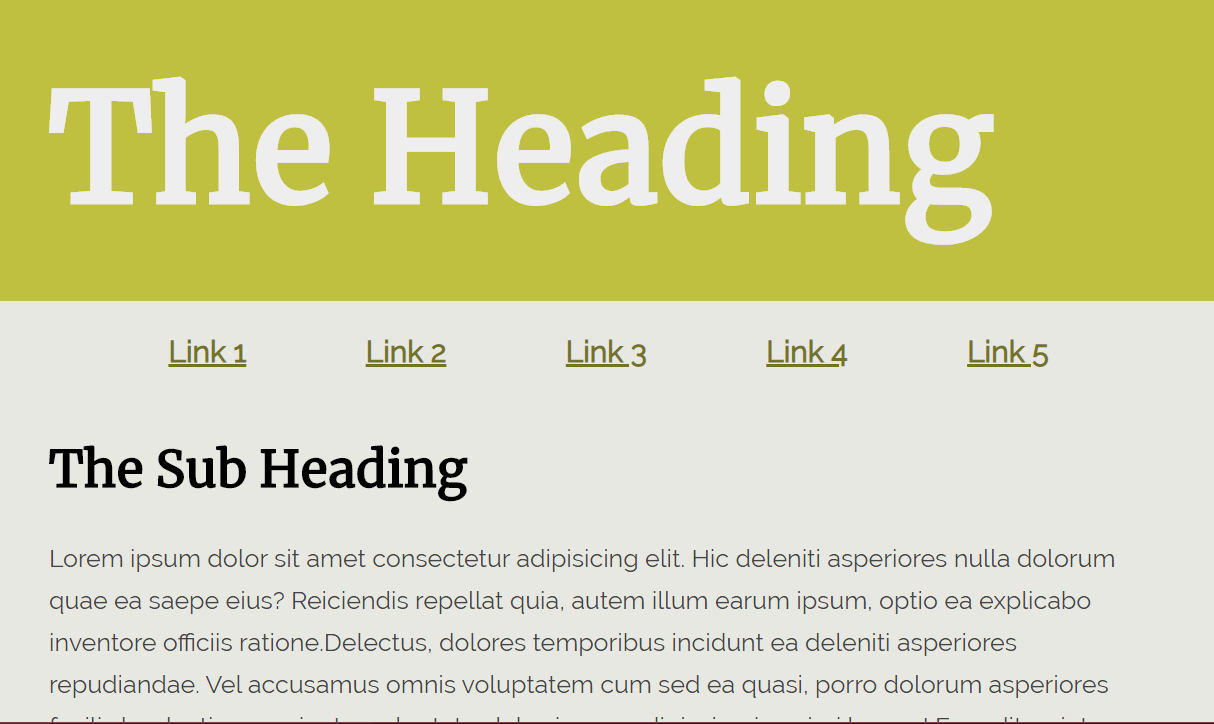 The Heading
Link 1 Link 2 Link 3 Link 4 Link 5
The Sub Heading
Lorem ipsum dolor sit amet consectetur adipisicing elit. Hic deleniti asperiores nulla dolorum
quae ea saepe eius? Reiciendis repellat quia, autem illum earum ipsum, optio ea explicabo
inventore officiis ratione.Delectus, dolores temporibus incidunt ea deleniti asperiores
repudiandae. Vel accusamus omnis voluptatem cum sed ea quasi, porro dolorum asperiores